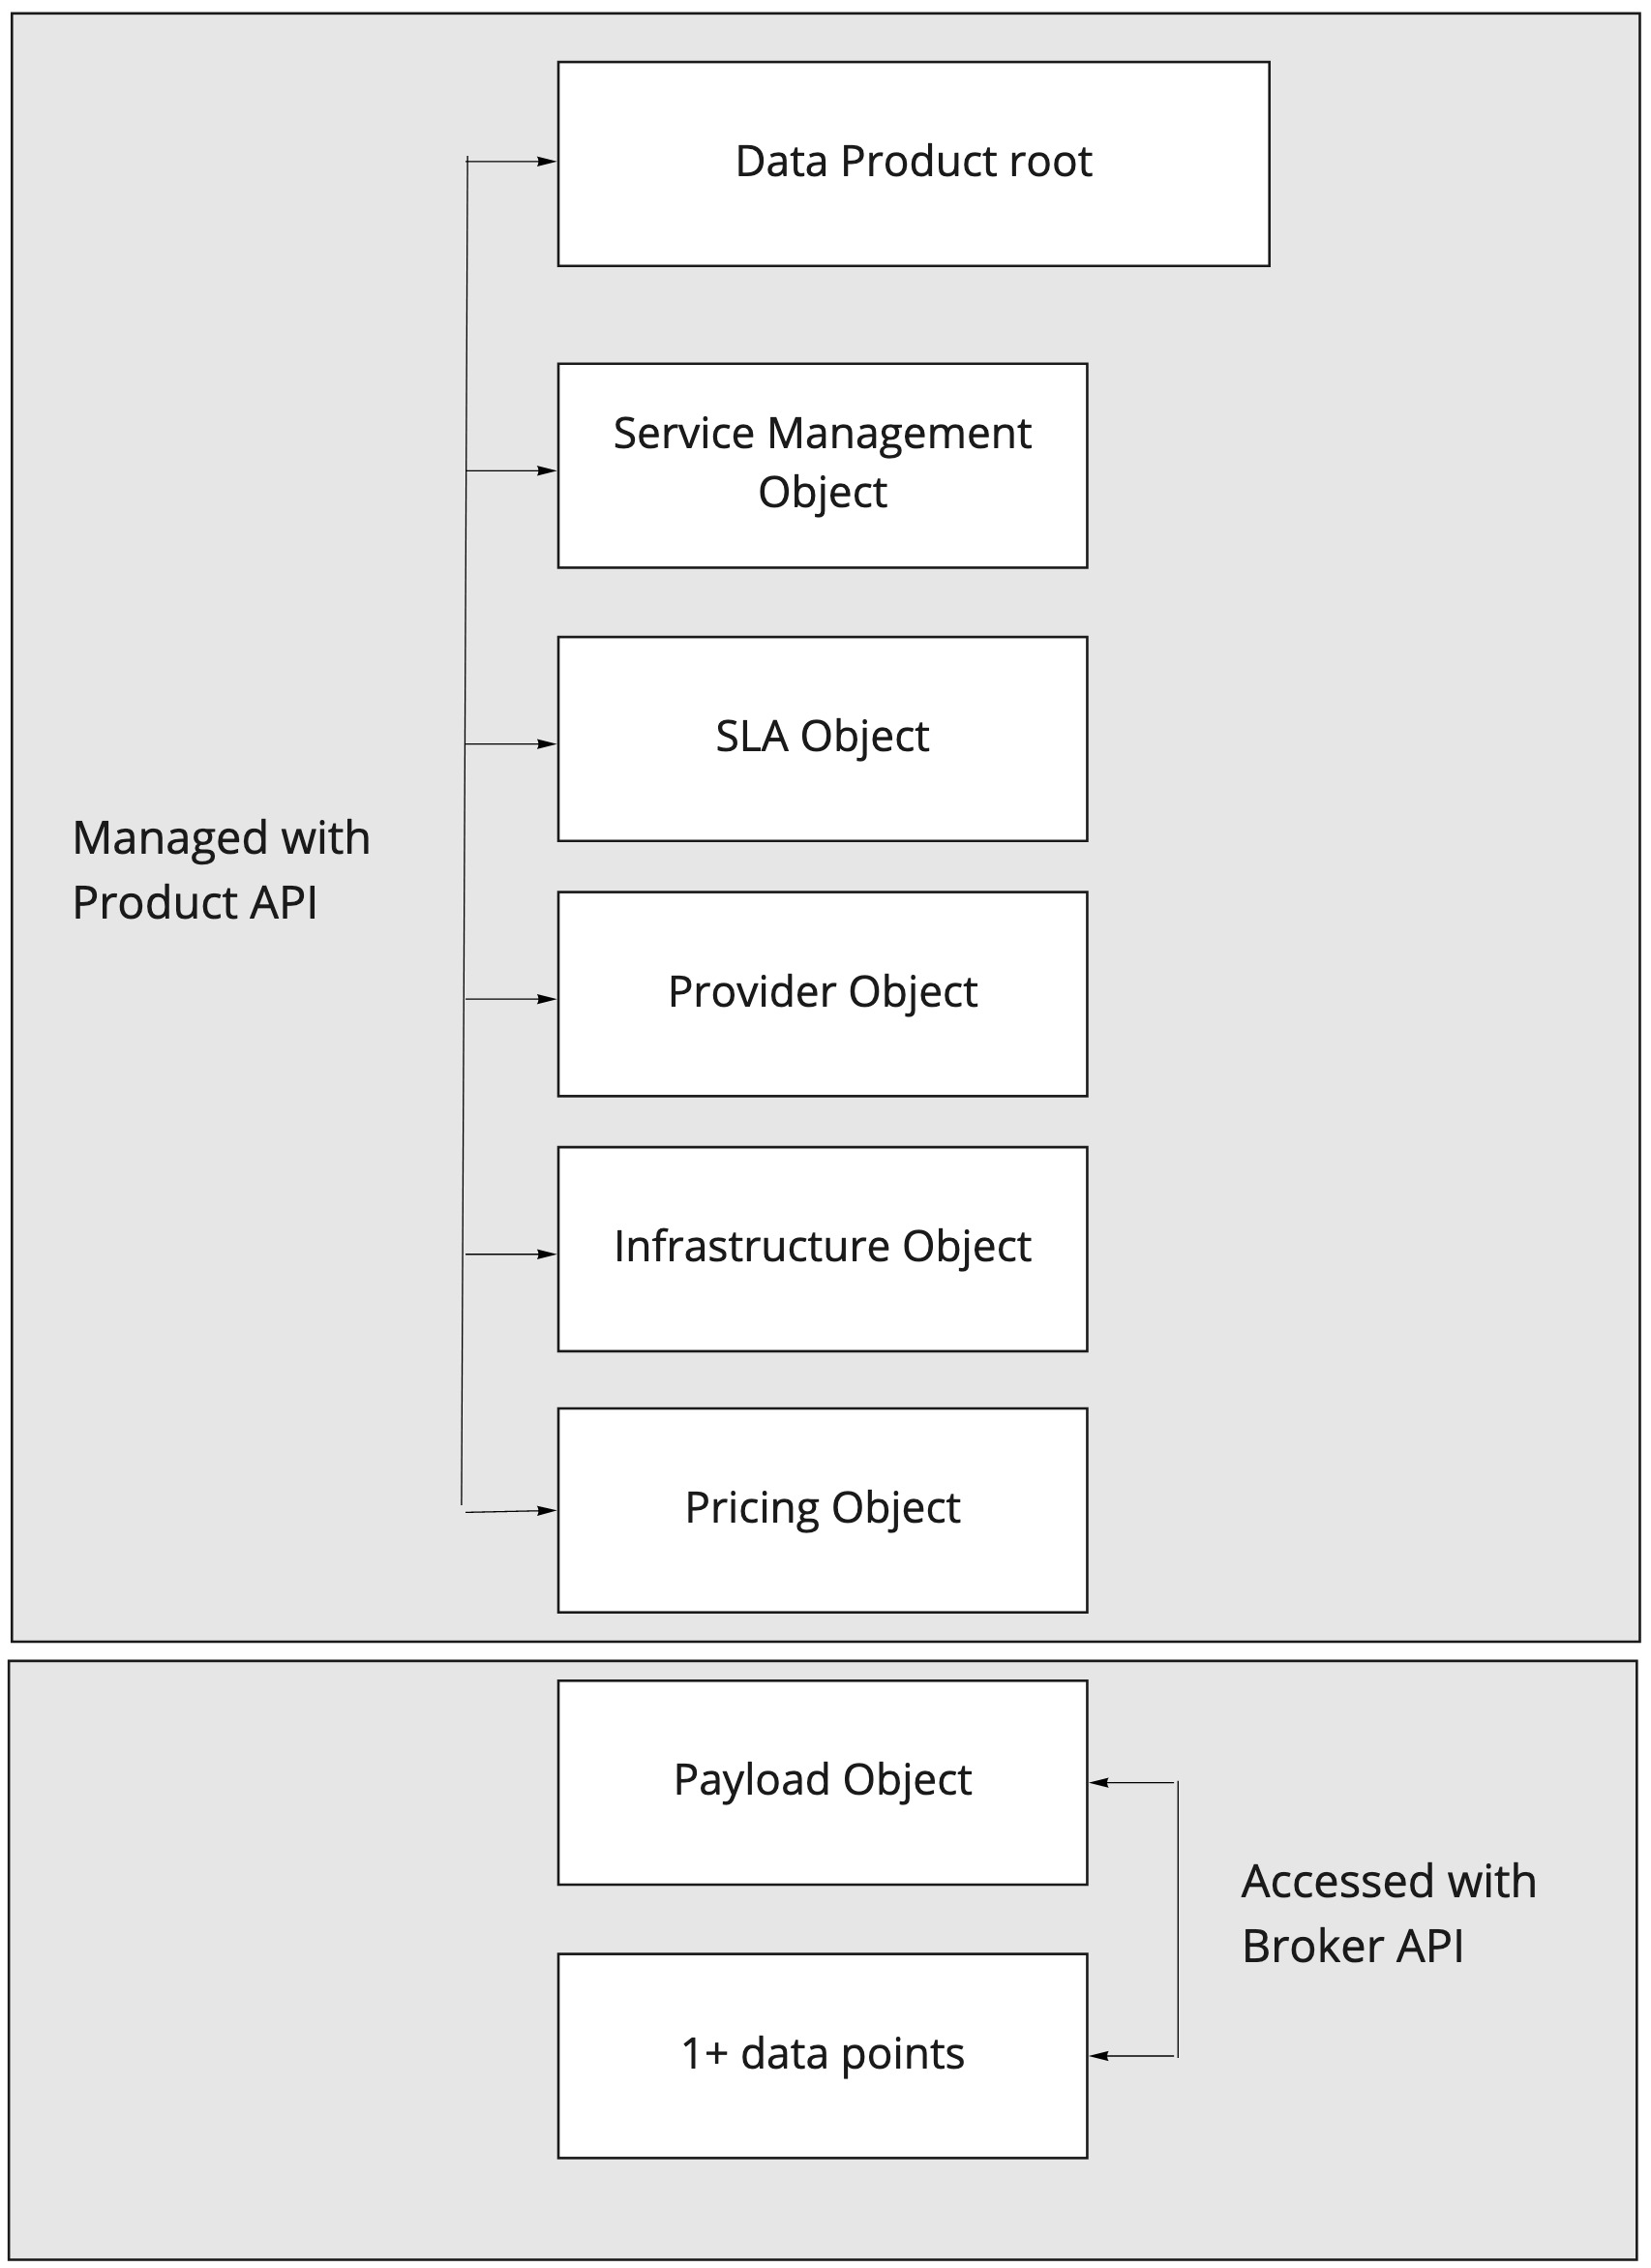 Data Product root
Service Management
Object
SLA Object
Managed with
Product API
Provider Object
Infrastructure Object
Pricing Object
Payload Object
Accessed with
Broker API
1+ data points